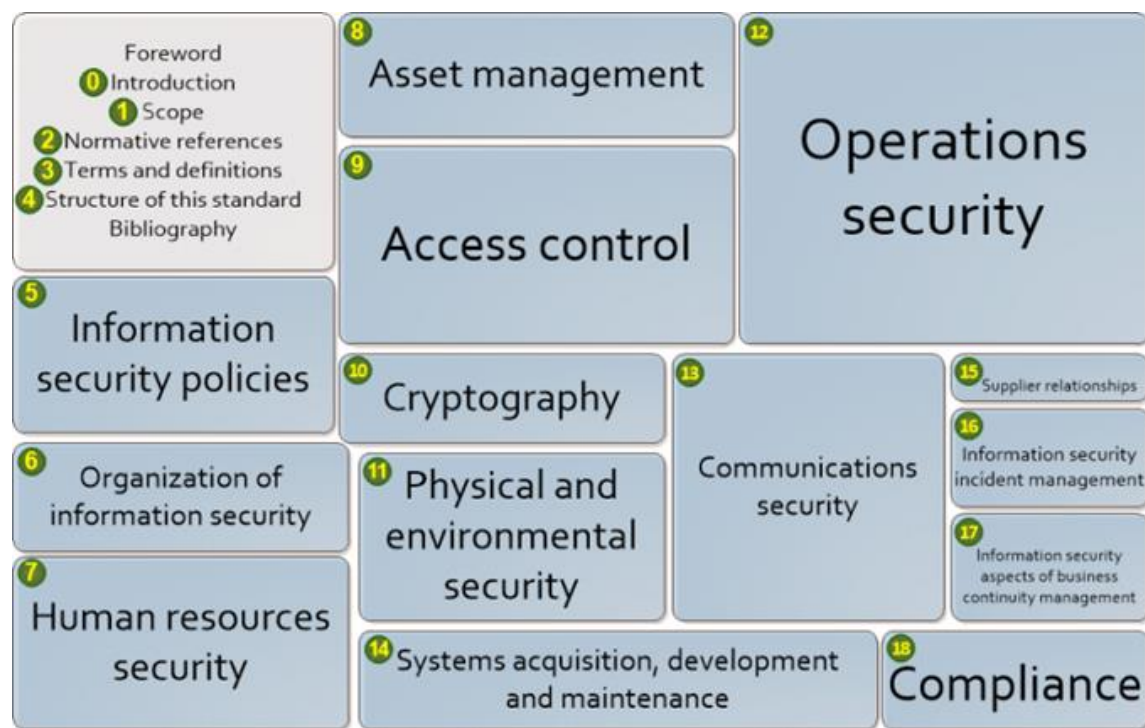 Foreword
0 Introduction
1 Scope
2 Normative references
3 Terms and definitions
4 Structure of this standard
Bibliography
5
Information
security policies
6
Organization of
information security
7
Human resources
security
8
Asset management
9
Access control
10
Cryptography
11
Physical and
environmental
security
12
Operations
security
13
Communications
security
14
Systems acquisition, development
and maintenance
15
Supplier relationships
16
Information security
incident management
17
Information security
aspects of business
continuity management
18
Compliance